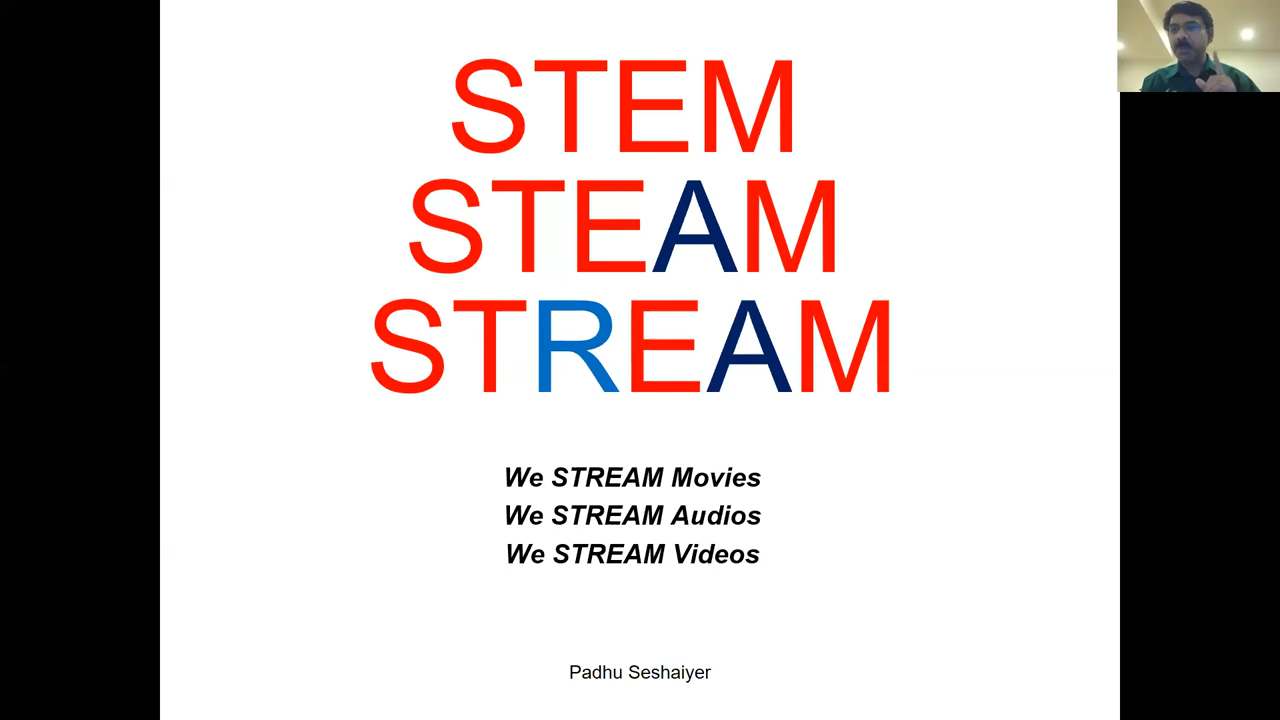 STEM
STEAM
STREAM
We STREAM Movies
We STREAM Audios
We STREAM Videos
Padhu Seshaiyer